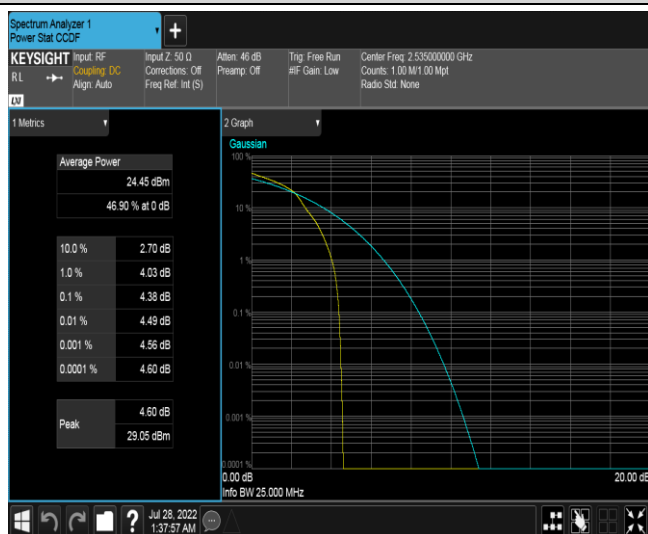 Spectrum Analyzer 1
Power Stat CCDF
+
KEYSIGHT
RL
LXI
Input: RF
Coupling: DC
Align: Auto
Input Z: 50 Ω
Corrections: Off
Freq Ref: Int (S)
Atten: 46 dB
Preamp: Off
Trig: Free Run
#IF Gain: Low
Center Freq: 2.535000000 GHz
Counts: 1.00 M/1.00 Mpt
Radio Std: None
1 Metrics
Average Power
24.45 dBm
46.90 % at 0 dB
10.0 % 2.70 dB
1.0 % 4.03 dB
0.1 % 4.38 dB
0.01 % 4.49 dB
0.001 % 4.56 dB
0.0001 % 4.60 dB
Peak
4.60 dB
29.05 dBm
2 Graph
Gaussian
100 %
10 %
1 %
0.1 %
0.01 %
0.001 %
0.0001 %
0.00 dB
20.00 dB
Info BW 25.000 MHz
?
Jul 28, 2022
1:37:57 AM